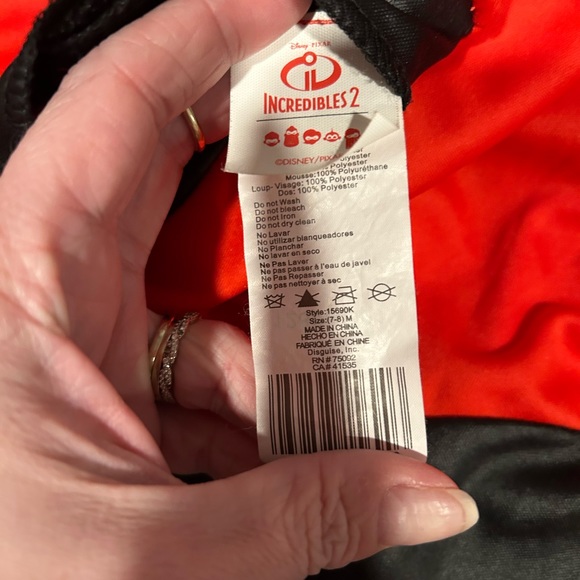 Disney PIXAR
INCREDIBLES 2
©DISNEY/PIX
Polyester
Mousse:100% Polyuréthane
Loup- Visage: 100% Polyester
Dos: 100% Polyester
Do not Wash
Do not bleach
Do not Iron
Do not dry clean
No Lavar
No utilizar blanqueadores
No Planchar
No lavar en seco
Ne Pas Laver
Ne pas passer à l'eau de javel
Ne Pas Repasser
Ne pas nettoyer à sec
Style:15690K
Size:(7-8) M
MADE IN CHINA
HECHO EN CHINA
FABRIQUÉ EN CHINE
Disguise, Inc.
RN # 75092
CA# 41535